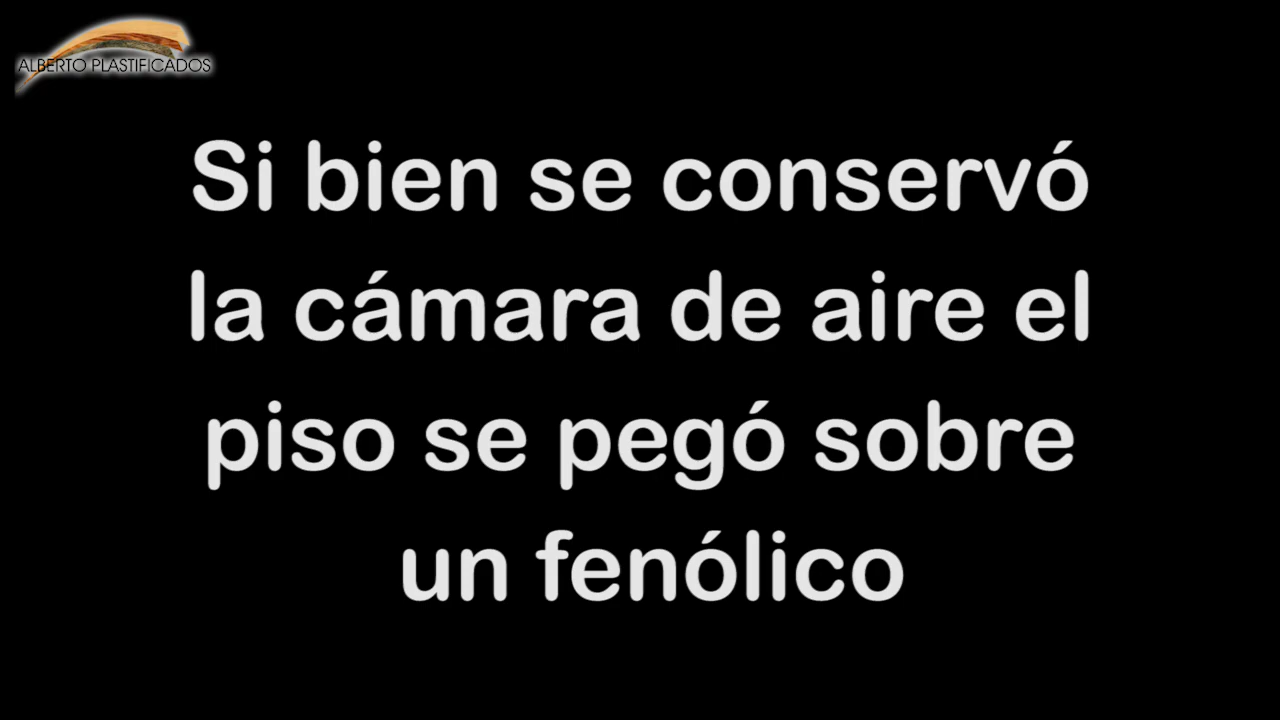 ALBERTO PLASTIFICADOS
Si bien se conservó
la cámara de aire el
piso se pegó sobre
un fenólico